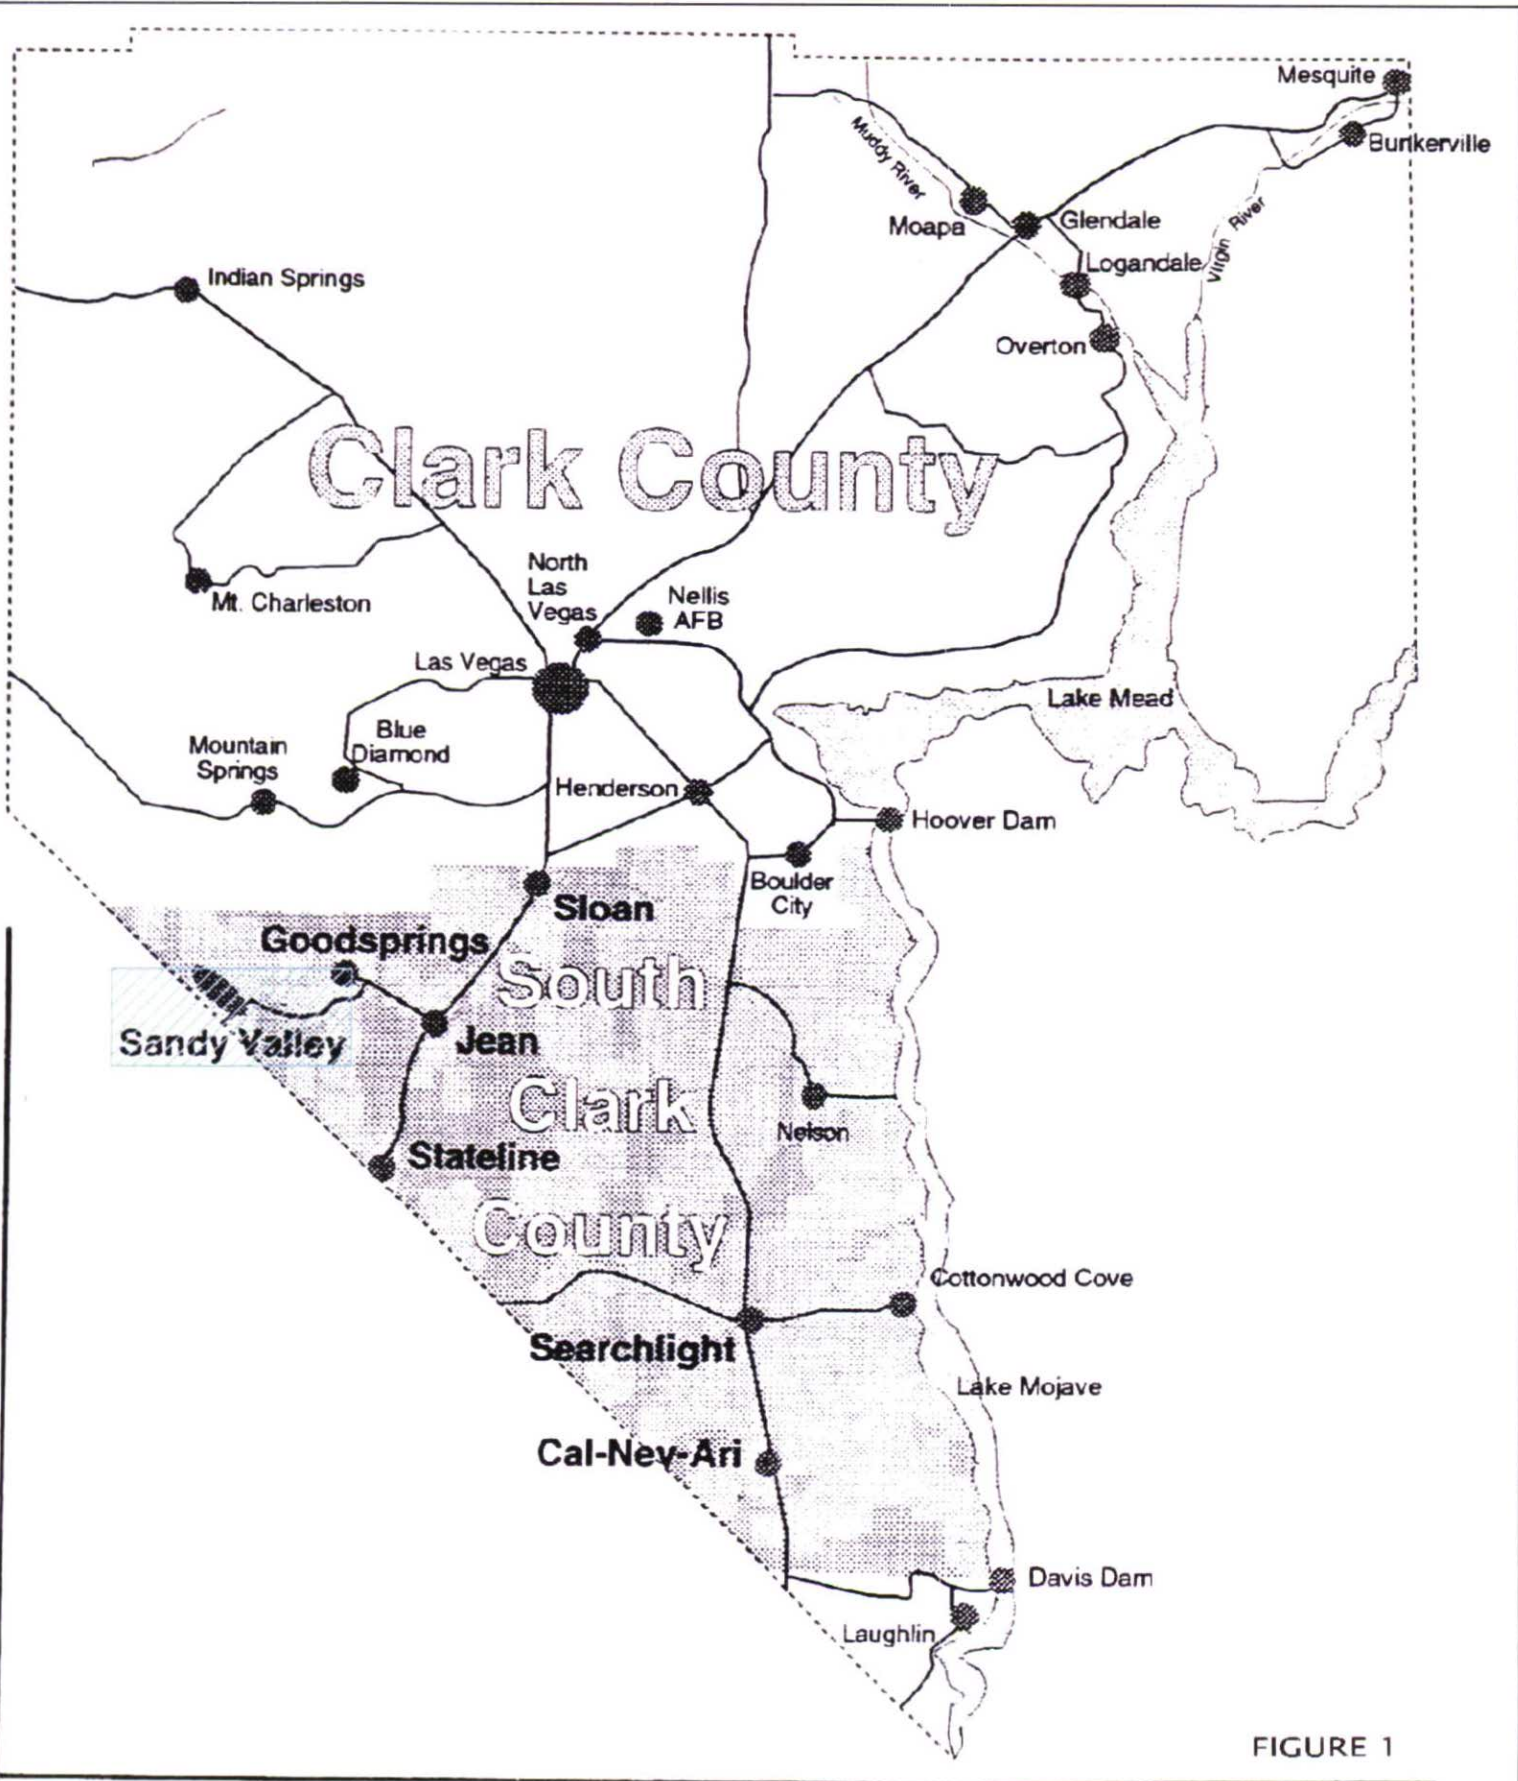 Mesquite
Bunkerville
Muddy River
Moapa
Glendale
Virgin River
Logandale
Indian Springs
Overton
Clark County
North
Las
Vegas
Nellis
AFB
Mt. Charleston
Las Vegas
Lake Mead
Blue
Diamond
Mountain
Springs
Henderson
Hoover Dam
Boulder
City
Sloan
Goodsprings
South
Sandy Valley
Jean
Clark
Nelson
Stateline
County
Cottonwood Cove
Searchlight
Lake Mojave
Cal-Nev-Ari
Davis Dam
Laughlin
FIGURE 1